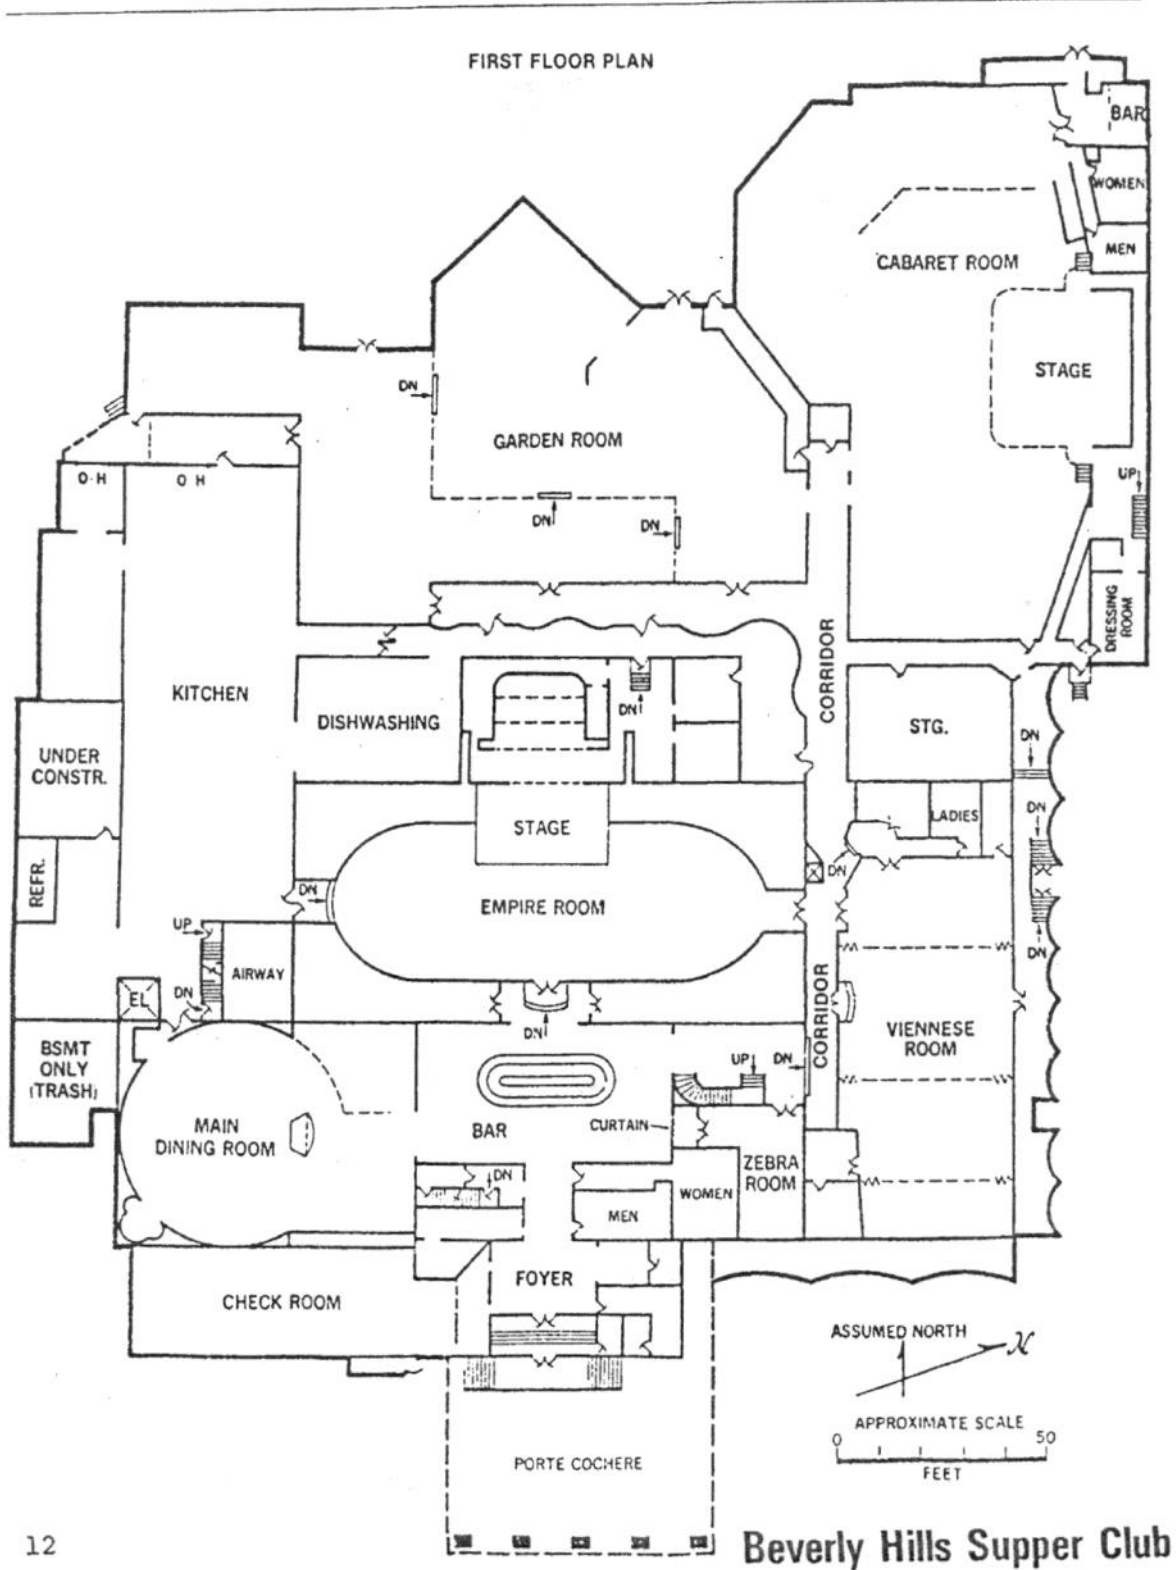 FIRST FLOOR PLAN
BAR
WOMEN
MEN
CABARET ROOM
STAGE
DN
GARDEN ROOM
UP
O-H
O H
DN
DN
DRESSING
ROOM
CORRIDOR
KITCHEN
DISHWASHING
DN
STG.
DN
UNDER
CONSTR.
STAGE
LADIES
DN
REFR.
DN
DN
EMPIRE ROOM
UP
AIRWAY
DN
DN
EL
DN
CORRIDOR
VIENNESE
ROOM
BSMT
ONLY
(TRASH)
UP
DN
MAIN
DINING ROOM
BAR
CURTAIN
ZEBRA
ROOM
DN
WOMEN
MEN
FOYER
CHECK ROOM
ASSUMED NORTH
N
APPROXIMATE SCALE
0 50
FEET
PORTE COCHERE
12
Beverly Hills Supper Club